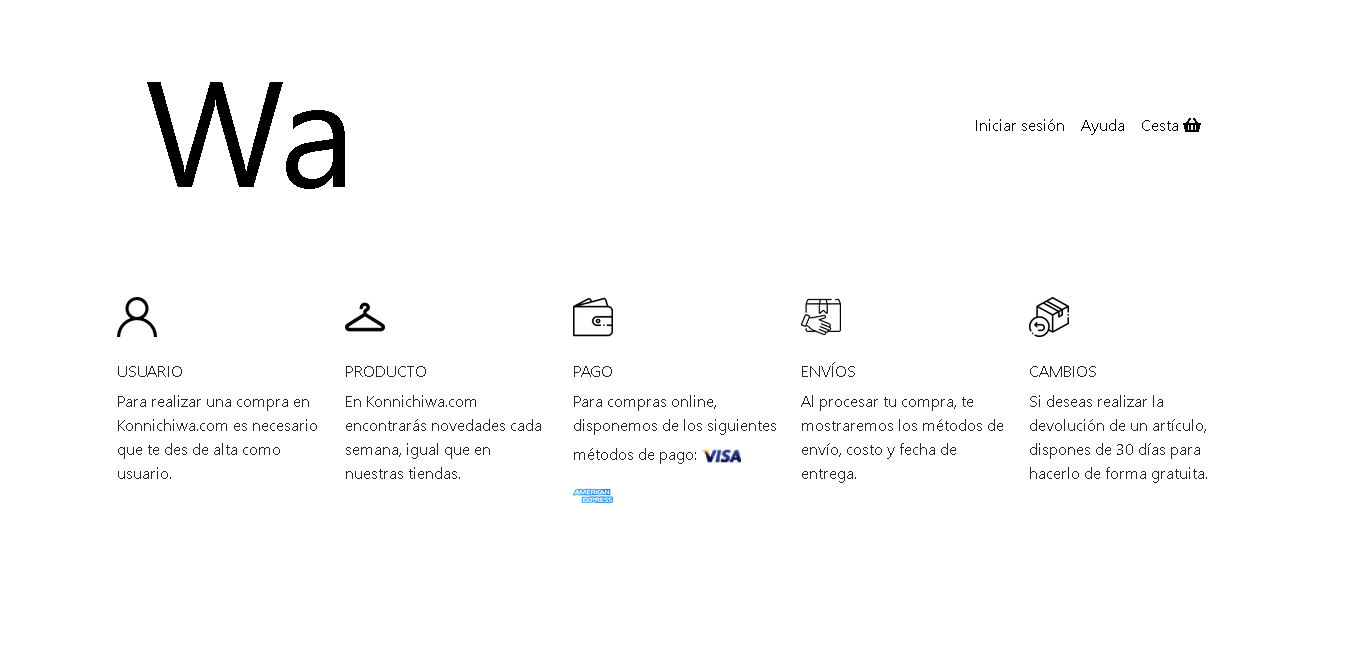 Wa
Iniciar sesión Ayuda Cesta
USUARIO
Para realizar una compra en
Konnichiwa.com es necesario
que te des de alta como
usuario.
PRODUCTO
En Konnichiwa.com
encontrarás novedades cada
semana, igual que en
nuestras tiendas.
PAGO
Para compras online,
disponemos de los siguientes
métodos de pago: VISA
AMERICAN
EXPRESS
ENVÍOS
Al procesar tu compra, te
mostraremos los métodos de
envío, costo y fecha de
entrega.
CAMBIOS
Si deseas realizar la
devolución de un artículo,
dispones de 30 días para
hacerlo de forma gratuita.